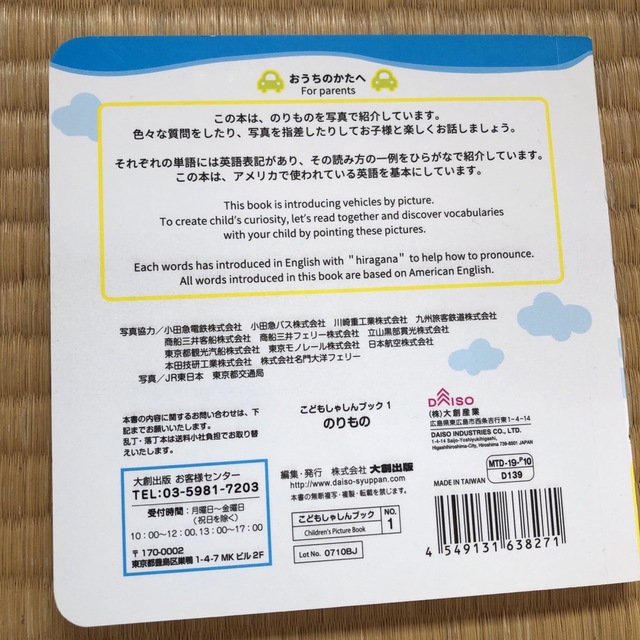 おうちのかたへ
For parents
この本は、のりものを写真で紹介しています。
色々な質問をしたり、写真を指差したりしてお子様と楽しくお話しましょう。
それぞれの単語には英語表記があり、その読み方の一例をひらがなで紹介しています。
この本は、アメリカで使われている英語を基本にしています。
This book is introducing vehicles by picture.
To create child's curiosity, let's read together and discover vocabularies
with your child by pointing these pictures.
Each words has introduced in English with "hiragana" to help how to pronounce.
All words introduced in this book are based on American English.
写真協力／小田急電鉄株式会社 小田急バス株式会社 川崎重工業株式会社 九州旅客鉄道株式会社
商船三井客船株式会社 商船三井フェリー株式会社 立山黒部貫光株式会社
東京都観光汽船株式会社 東京モノレール株式会社 日本航空株式会社
本田技研工業株式会社 株式会社名門大洋フェリー
写真／JR東日本 東京都交通局
本書の内容に関するお問い合わせは、下
記までお願いいたします。
乱丁・落丁本は送料小社負担でお取り替
えいたします。
大創出版 お客様センター
TEL:03-5981-7203
受付時間：月曜日～金曜日
（祝日を除く）
10：00～12：00、13：00～17：00
〒170-0002
東京都豊島区巣鴨1-4-7 MKビル2F
こどもしゃしんブック 1
のりもの
編集・発行 株式会社 大創出版
http://www.daiso-syuppan.com
本書の無断複写・複製・転載を禁じます。
こどもしゃしんブック
Children's Picture Book
NO.
1
Lot No. 0710BJ
DAISO
(株)大創産業
広島県東広島市西条吉行東1-4-14
DAISO INDUSTRIES CO., LTD.
1-4-14 Saijo-Yoshiyukihigashi,
Higashihiroshima-City, Hiroshima 739-8501 JAPAN
MTD-19-P10
D139
MADE IN TAIWAN
4 549131 638271